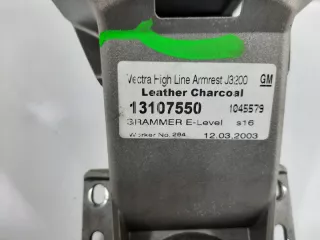 Vectra High Line Armrest J3200 GM
Leather Charcoal
13107550 1045579
GRAMMER E-Level s16
Worker No. 284 12.03.2003